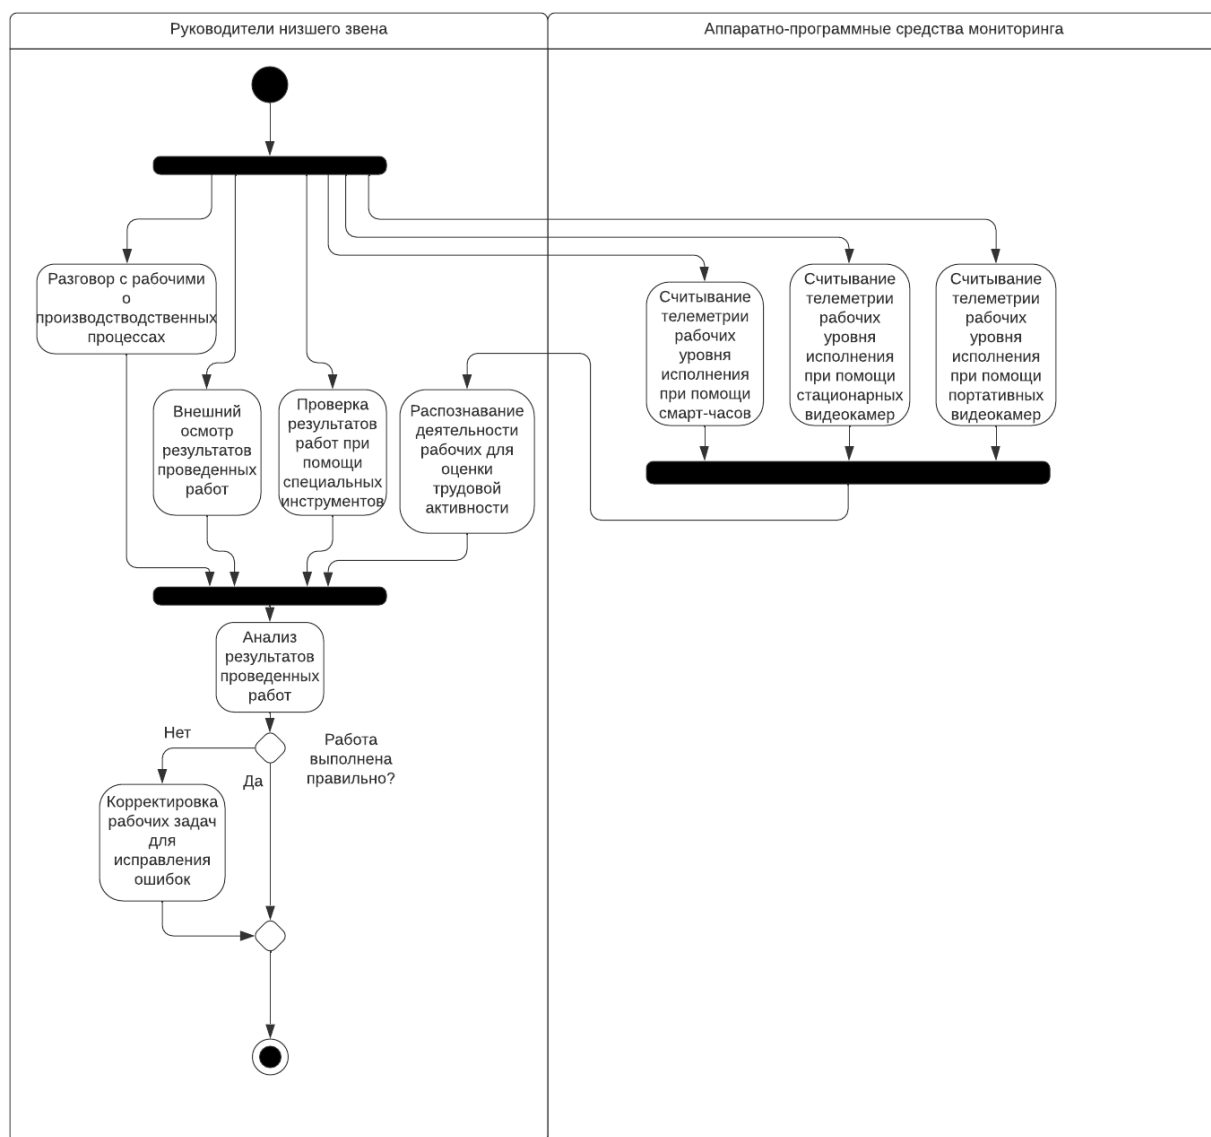 Руководители низшего звена
Аппаратно-программные средства мониторинга
Разговор с рабочими
о
производстводственных
процессах
Внешний
осмотр
результатов
проведенных
работ
Проверка
результатов
работ при
помощи
специальных
инструментов
Распознавание
деятельности
рабочих для
оценки
трудовой
активности
Считывание
телеметрии
рабочих
уровня
исполнения
при помощи
смарт-часов
Считывание
телеметрии
рабочих
уровня
исполнения
при помощи
стационарных
видеокамер
Считывание
телеметрии
рабочих
уровня
исполнения
при помощи
портативных
видеокамер
Анализ
результатов
проведенных
работ
Нет
Работа
выполнена
правильно?
Да
Корректировка
рабочих задач
для
исправления
ошибок